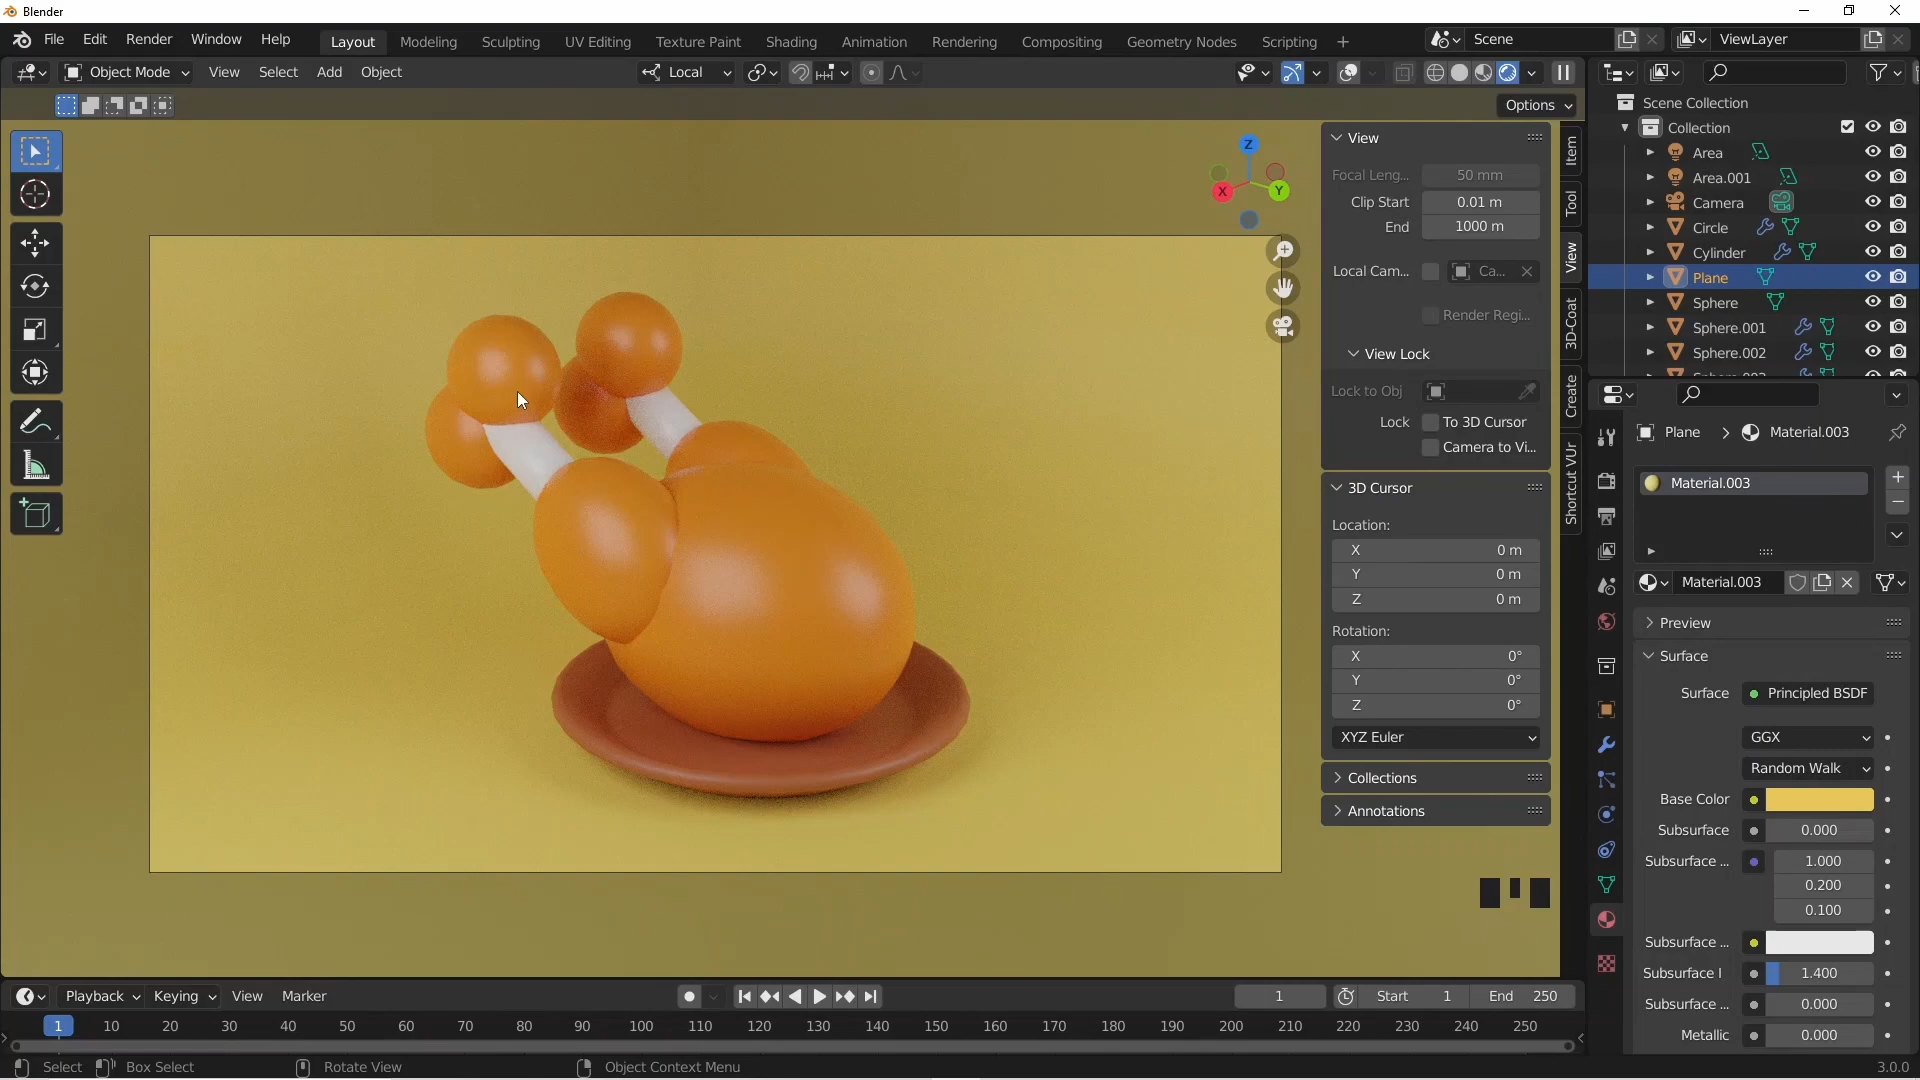 Blender
File Edit Render Window Help
Layout Modeling Sculpting UV Editing Texture Paint Shading Animation Rendering Compositing Geometry Nodes Scripting +
Scene
ViewLayer
Object Mode View Select Add Object
Local
Options
View
Focal Leng... 50 mm
Clip Start 0.01 m
End 1000 m
Local Cam... Ca...
Render Regi...
View Lock
Lock to Obj
Lock To 3D Cursor
Camera to Vi...
3D Cursor
Location:
X 0 m
Y 0 m
Z 0 m
Rotation:
X 0°
Y 0°
Z 0°
XYZ Euler
Collections
Annotations
Z
X
Y
Item
Tool
View
3D-Coat
Create
Shortcut VUr
Scene Collection
Collection
Area
Area.001
Camera
Circle
Cylinder
Plane
Sphere
Sphere.001
Sphere.002
Plane > Material.003
Material.003
Material.003
Preview
Surface
Surface Principled BSDF
GGX
Random Walk
Base Color
Subsurface 0.000
Subsurface ... 1.000
0.200
0.100
Subsurface ...
Subsurface I 1.400
Subsurface ... 0.000
Metallic 0.000
Playback Keying View Marker
1 Start 1 End 250
1 10 20 30 40 50 60 70 80 90 100 110 120 130 140 150 160 170 180 190 200 210 220 230 240 250
Select Box Select Rotate View Object Context Menu 3.0.0